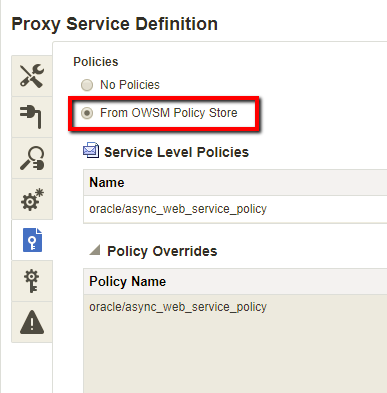 Proxy Service Definition
Policies
No Policies
From OWSM Policy Store
Service Level Policies
Name
oracle/async_web_service_policy
Policy Overrides
Policy Name
oracle/async_web_service_policy